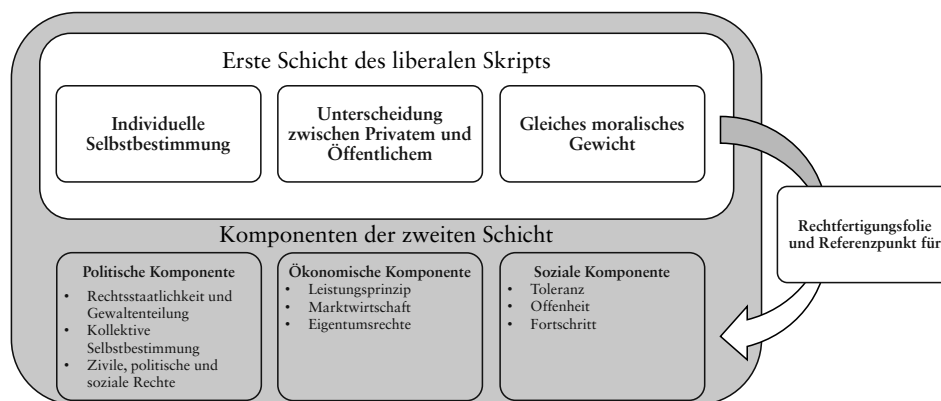 Erste Schicht des liberalen Skripts
Individuelle
Selbstbestimmung
Unterscheidung
zwischen Privatem und
Öffentlichem
Gleiches moralisches
Gewicht
Rechtfertigungsfolie
und Referenzpunkt für
Komponenten der zweiten Schicht
Politische Komponente
• Rechtsstaatlichkeit und
Gewaltenteilung
• Kollektive
Selbstbestimmung
• Zivile, politische und
soziale Rechte
Ökonomische Komponente
• Leistungsprinzip
• Marktwirtschaft
• Eigentumsrechte
Soziale Komponente
• Toleranz
• Offenheit
• Fortschritt